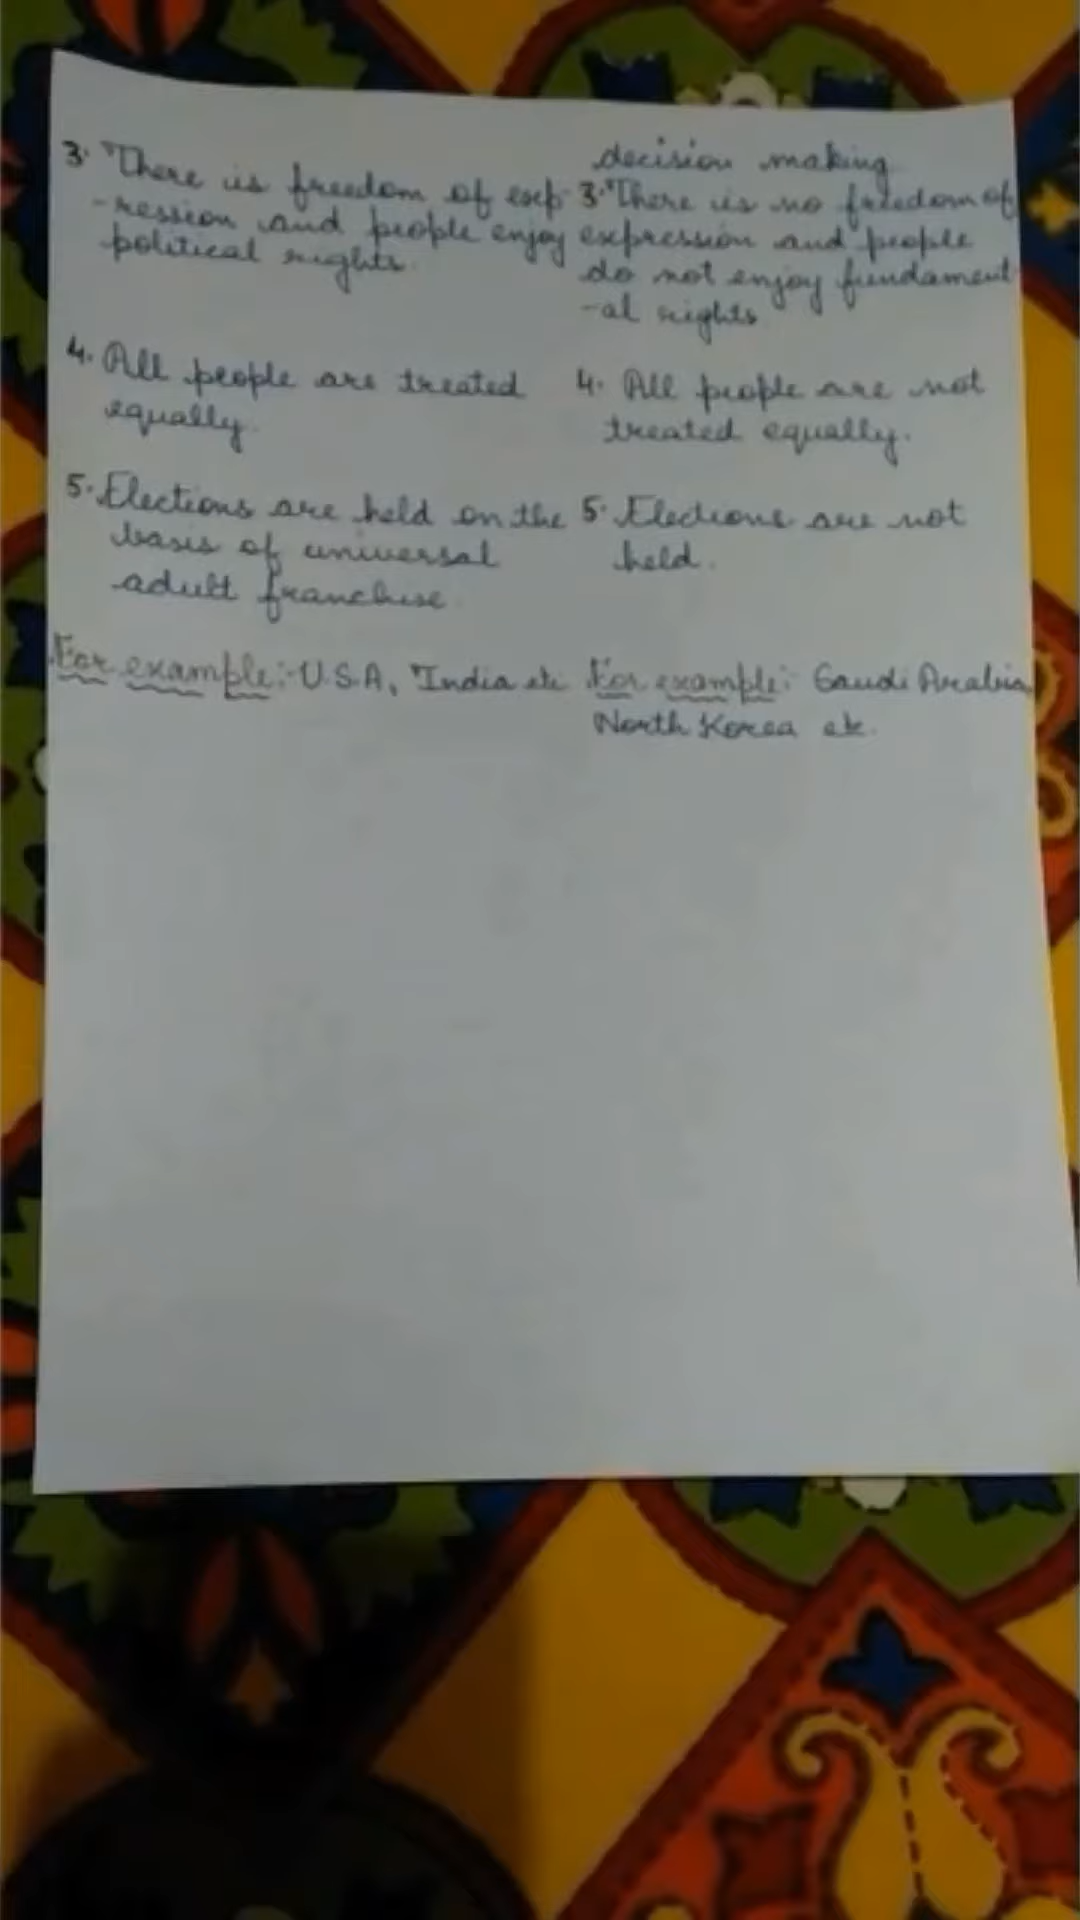 decision making
3. There is freedom of exp
-ression and people enjoy
political rights.
3. There is no freedom of
expression and people
do not enjoy fundament
-al rights
4. All people are treated
equally.
4. All people are not
treated equally.
5. Elections are held on the
basis of universal
adult franchise.
5. Elections are not
held.
For example:- U.S.A, India etc
For example: Saudi Arabia,
North Korea etc.